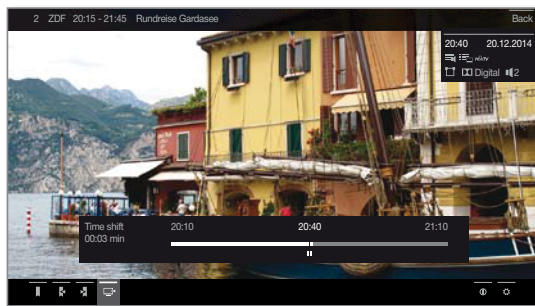 2 ZDF 20:15 - 21:45 Rundreise Gardasee Back
20:40 20.12.2014
Digital 2
Time shift 20:10 20:40 21:10
00:03 min